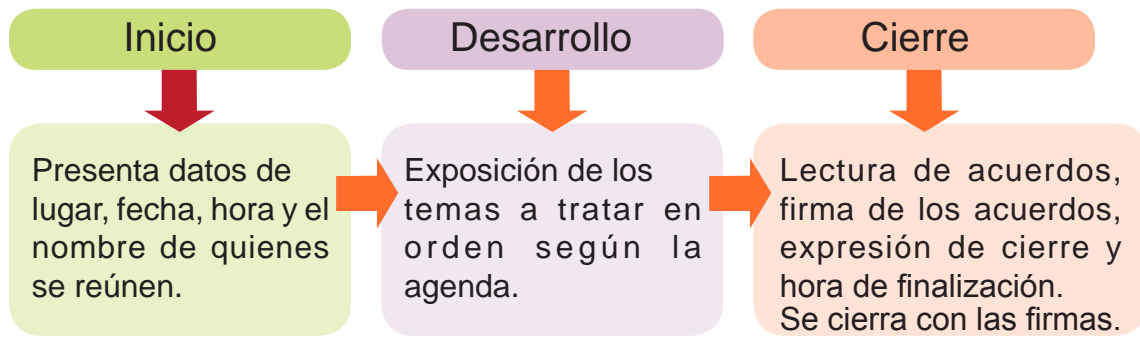 Inicio
Presenta datos de
lugar, fecha, hora y el
nombre de quienes
se reúnen.
Desarrollo
Exposición de los
temas a tratar en
orden según la
agenda.
Cierre
Lectura de acuerdos,
firma de los acuerdos,
expresión de cierre y
hora de finalización.
Se cierra con las firmas.